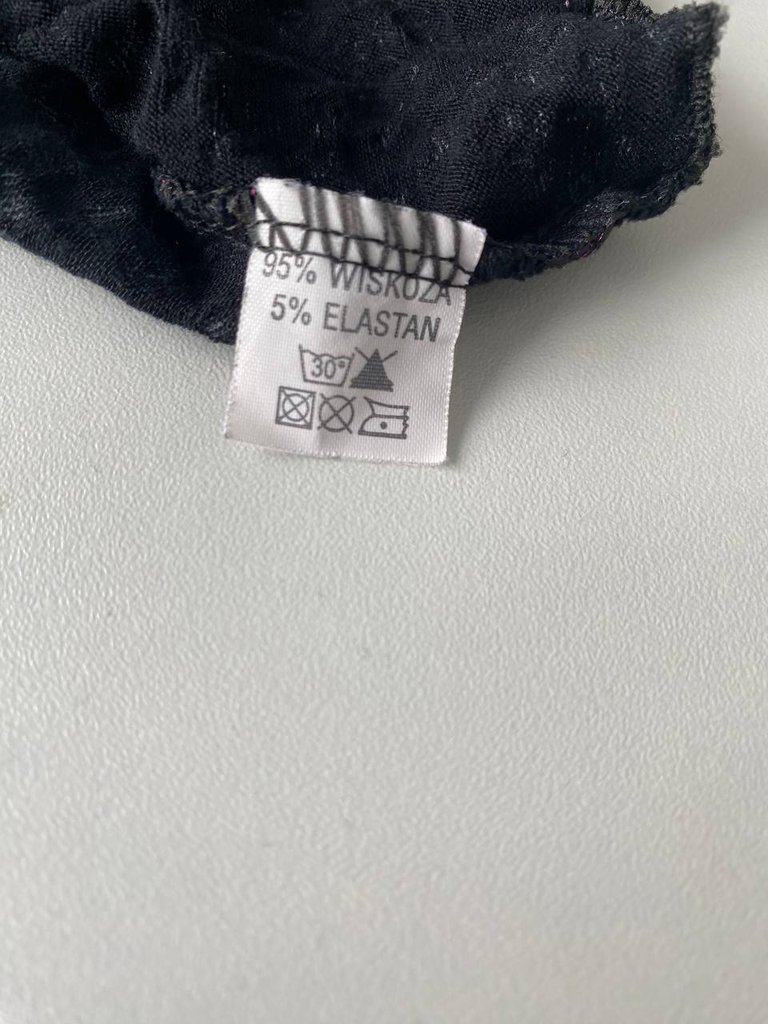 95% WISKOZA
5% ELASTAN
30°